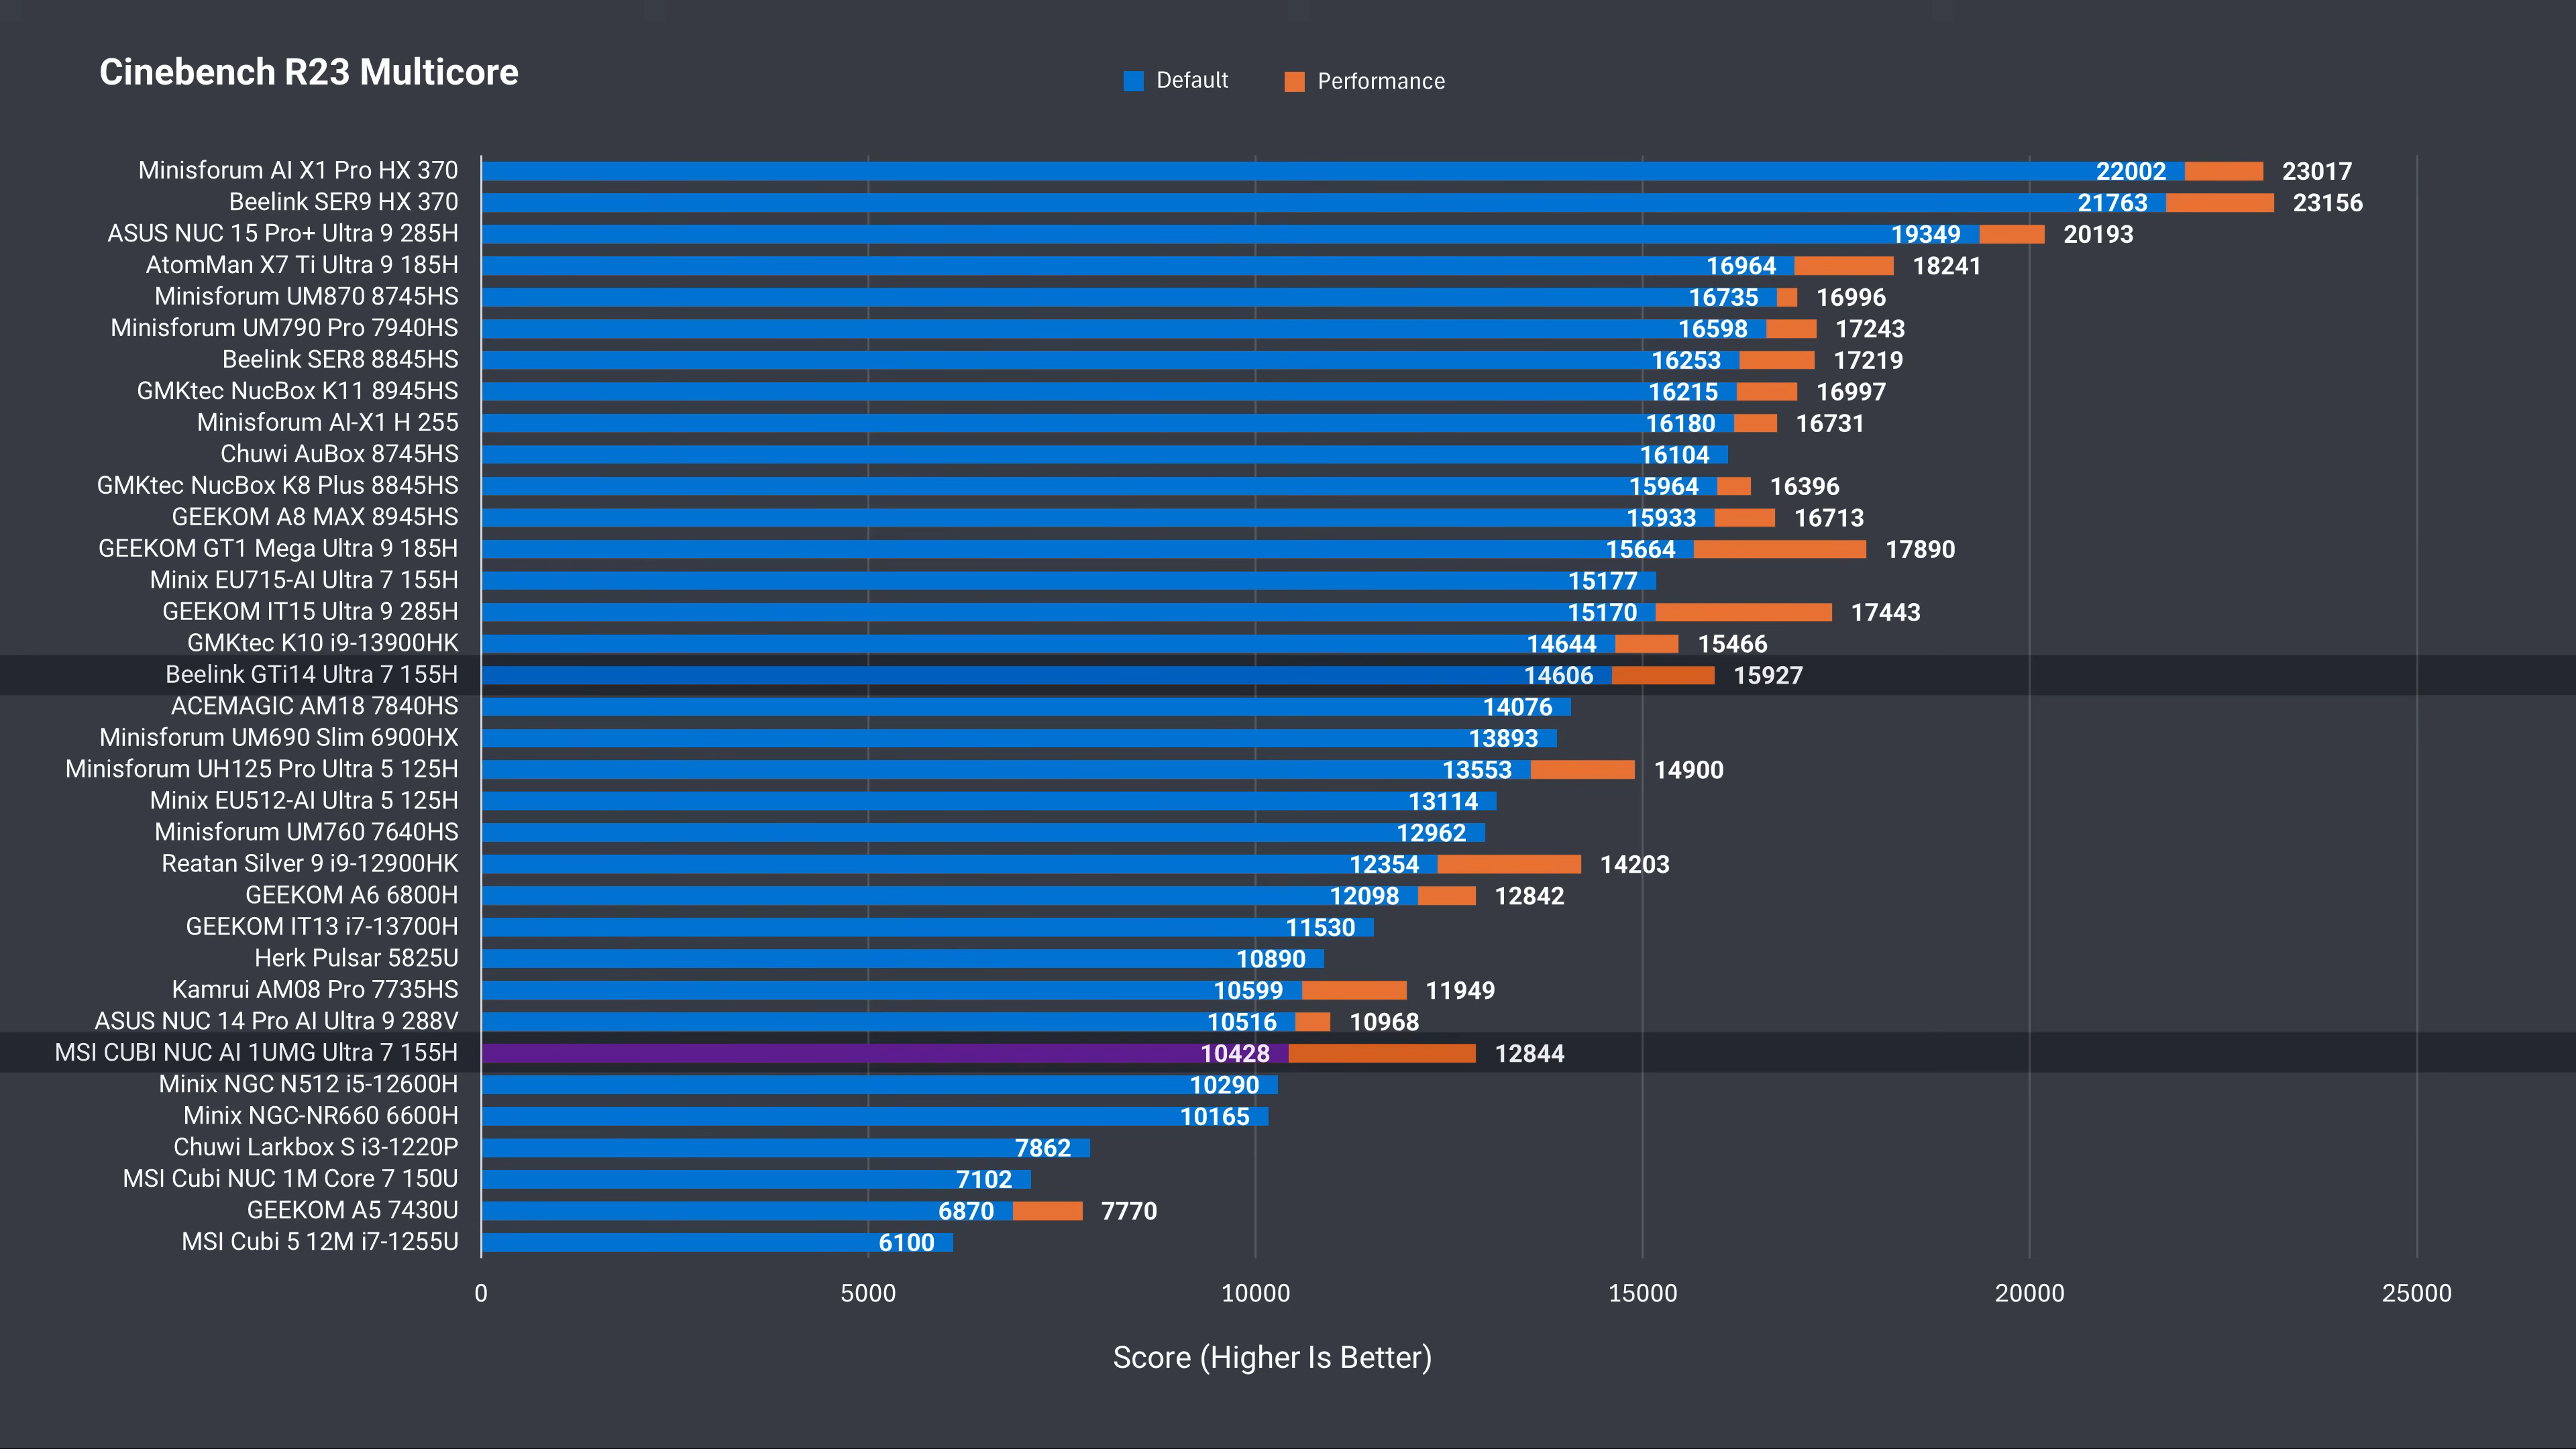 Cinebench R23 Multicore
Default Performance
Minisforum AI X1 Pro HX 370 22002 23017
Beelink SER9 HX 370 21763 23156
ASUS NUC 15 Pro+ Ultra 9 285H 19349 20193
AtomMan X7 Ti Ultra 9 185H 16964 18241
Minisforum UM870 8745HS 16735 16996
Minisforum UM790 Pro 7940HS 16598 17243
Beelink SER8 8845HS 16253 17219
GMKtec NucBox K11 8945HS 16215 16997
Minisforum AI-X1 H 255 16180 16731
Chuwi AuBox 8745HS 16104
GMKtec NucBox K8 Plus 8845HS 15964 16396
GEEKOM A8 MAX 8945HS 15933 16713
GEEKOM GT1 Mega Ultra 9 185H 15664 17890
Minix EU715-AI Ultra 7 155H 15177
GEEKOM IT15 Ultra 9 285H 15170 17443
GMKtec K10 i9-13900HK 14644 15466
Beelink GTi14 Ultra 7 155H 14606 15927
ACEMAGIC AM18 7840HS 14076
Minisforum UM690 Slim 6900HX 13893
Minisforum UH125 Pro Ultra 5 125H 13553 14900
Minix EU512-AI Ultra 5 125H 13114
Minisforum UM760 7640HS 12962
Reatan Silver 9 i9-12900HK 12354 14203
GEEKOM A6 6800H 12098 12842
GEEKOM IT13 i7-13700H 11530
Herk Pulsar 5825U 10890
Kamrui AM08 Pro 7735HS 10599 11949
ASUS NUC 14 Pro AI Ultra 9 288V 10516 10968
MSI CUBI NUC AI 1UMG Ultra 7 155H 10428 12844
Minix NGC N512 i5-12600H 10290
Minix NGC-NR660 6600H 10165
Chuwi Larkbox S i3-1220P 7862
MSI Cubi NUC 1M Core 7 150U 7102
GEEKOM A5 7430U 6870 7770
MSI Cubi 5 12M i7-1255U 6100
0 5000 10000 15000 20000 25000
Score (Higher Is Better)